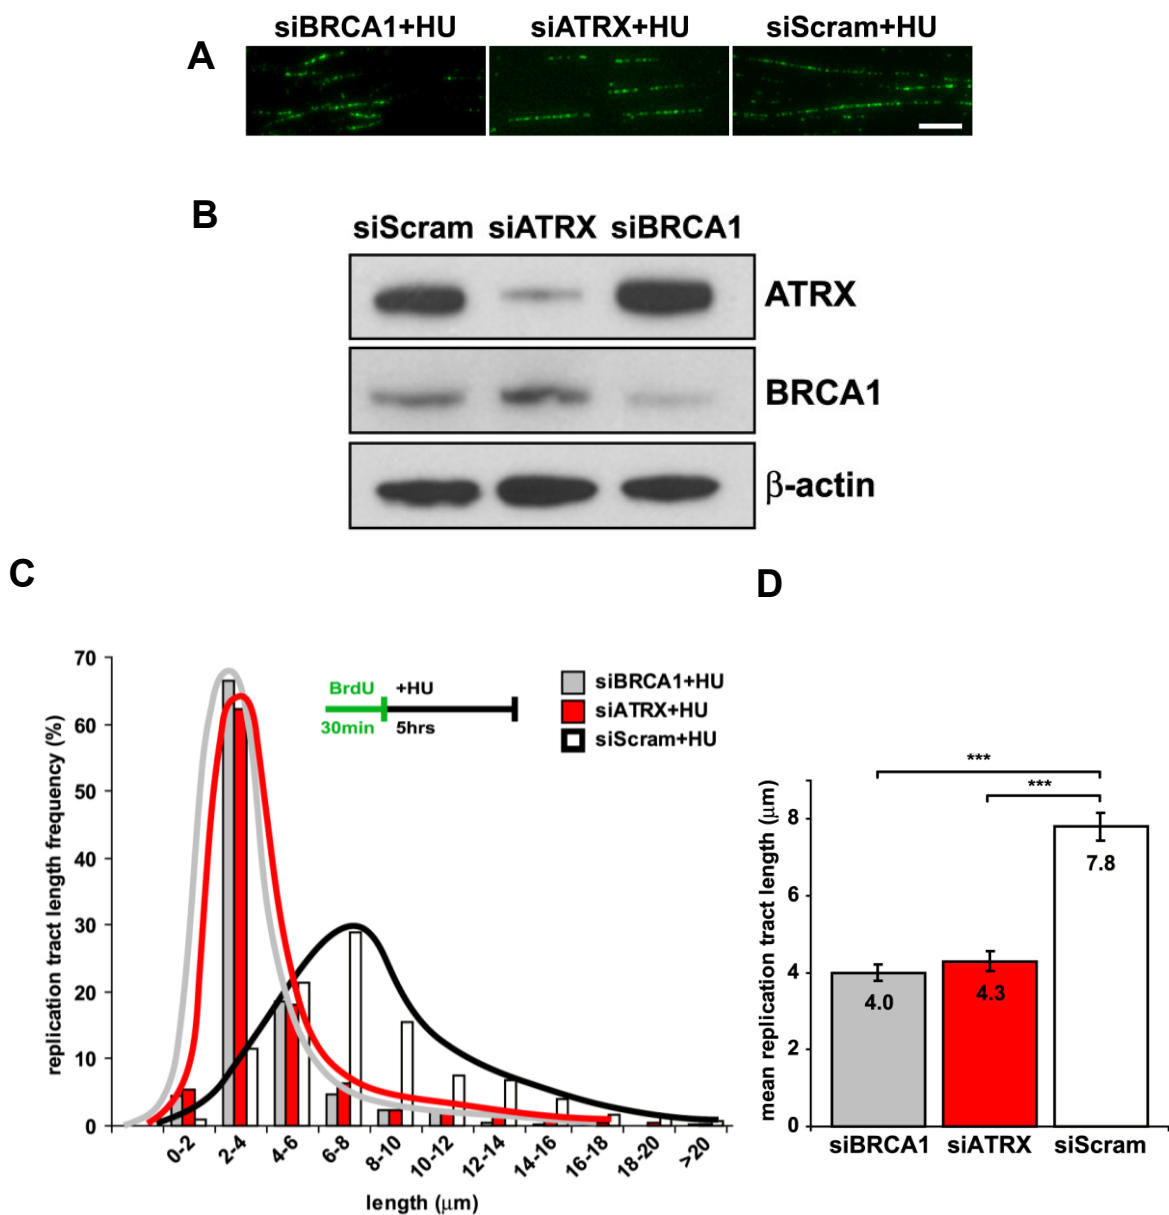 A
siBRCA1+HU siATRX+HU siScram+HU
B
siScram siATRX siBRCA1
ATRX
BRCA1
β-actin
C
replication tract length frequency (%)
70
60
50
40
30
20
10
0
BrdU +HU
30min 5hrs
siBRCA1+HU
siATRX+HU
siScram+HU
0-2 2-4 4-6 6-8 8-10 10-12 12-14 14-16 16-18 18-20 >20
length (μm)
D
mean replication tract length (μm)
8
6
4
2
0
***
***
4.0
4.3
7.8
siBRCA1 siATRX siScram